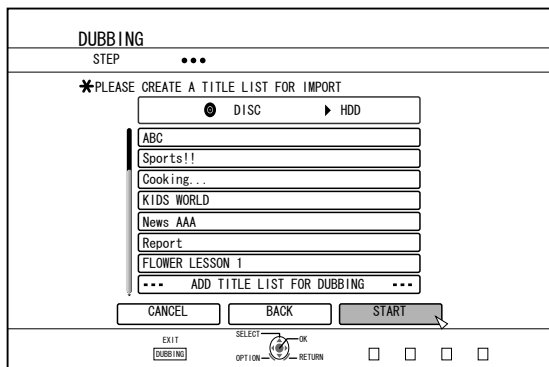 DUBBING
STEP •••
*PLEASE CREATE A TITLE LIST FOR IMPORT
DISC ▶ HDD
ABC
Sports!!
Cooking...
KIDS WORLD
News AAA
Report
FLOWER LESSON 1
--- ADD TITLE LIST FOR DUBBING ---
CANCEL BACK START
EXIT
DUBBING
SELECT OK
OPTION RETURN